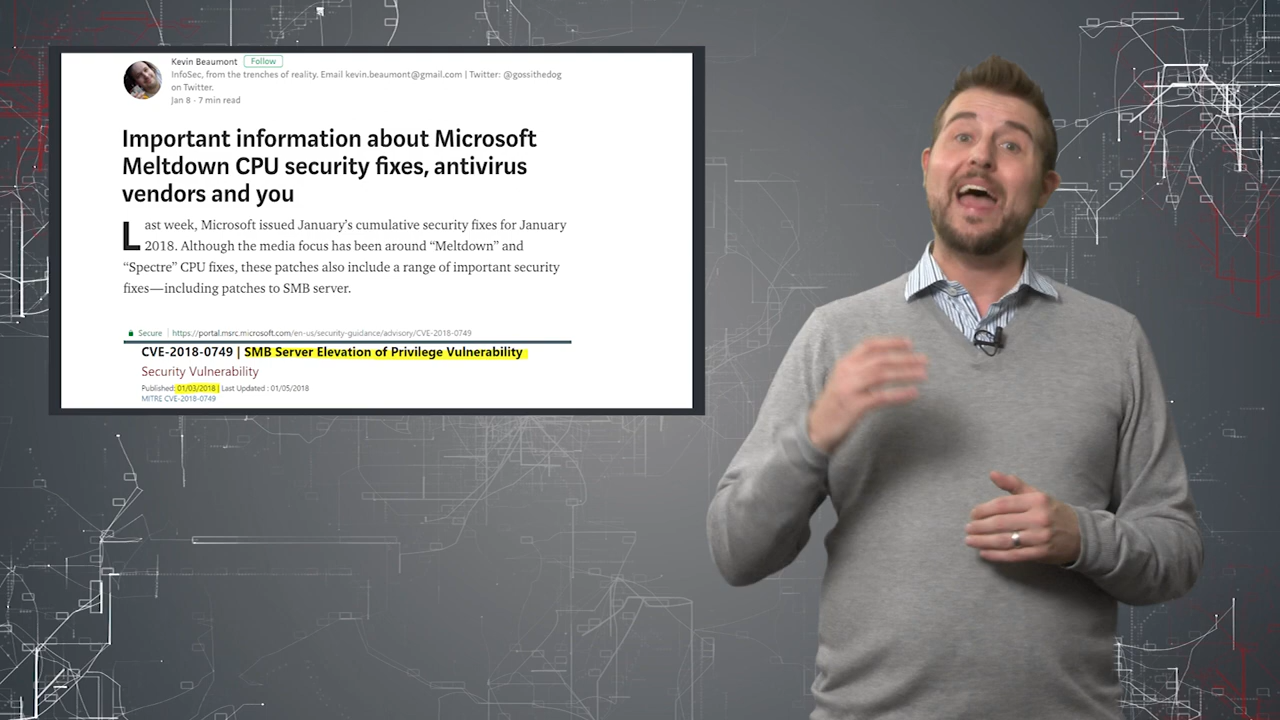 Kevin Beaumont Follow
InfoSec, from the trenches of reality. Email kevin.beaumont@gmail.com | Twitter: @gossithedog
on Twitter.
Jan 8 · 7 min read
Important information about Microsoft
Meltdown CPU security fixes, antivirus
vendors and you
Last week, Microsoft issued January’s cumulative security fixes for January
2018. Although the media focus has been around “Meltdown” and
“Spectre” CPU fixes, these patches also include a range of important security
fixes—including patches to SMB server.
Secure | https://portal.msrc.microsoft.com/en-us/security-guidance/advisory/CVE-2018-0749
CVE-2018-0749 | SMB Server Elevation of Privilege Vulnerability
Security Vulnerability
Published: 01/03/2018 | Last Updated : 01/05/2018
MITRE CVE-2018-0749